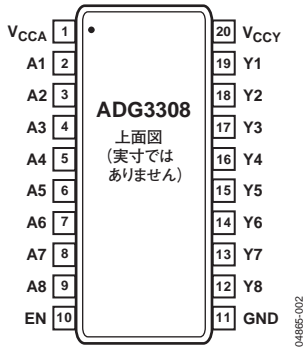 VCCA 1 20 VCCY
A1 2 19 Y1
A2 3 18 Y2
A3 4 17 Y3
A4 5 16 Y4
A5 6 15 Y5
A6 7 14 Y6
A7 8 13 Y7
A8 9 12 Y8
EN 10 11 GND
ADG3308
上面図
(実寸では
ありません)
04865-002